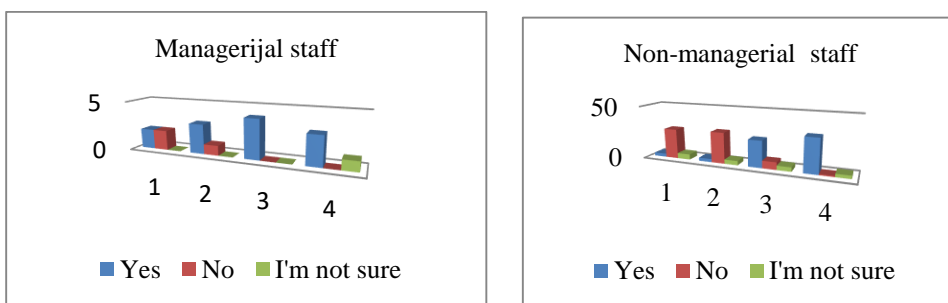 Managerijal staff
5
0
1 2 3 4
Yes No I'm not sure
Non-managerial staff
50
0
1 2 3 4
Yes No I'm not sure